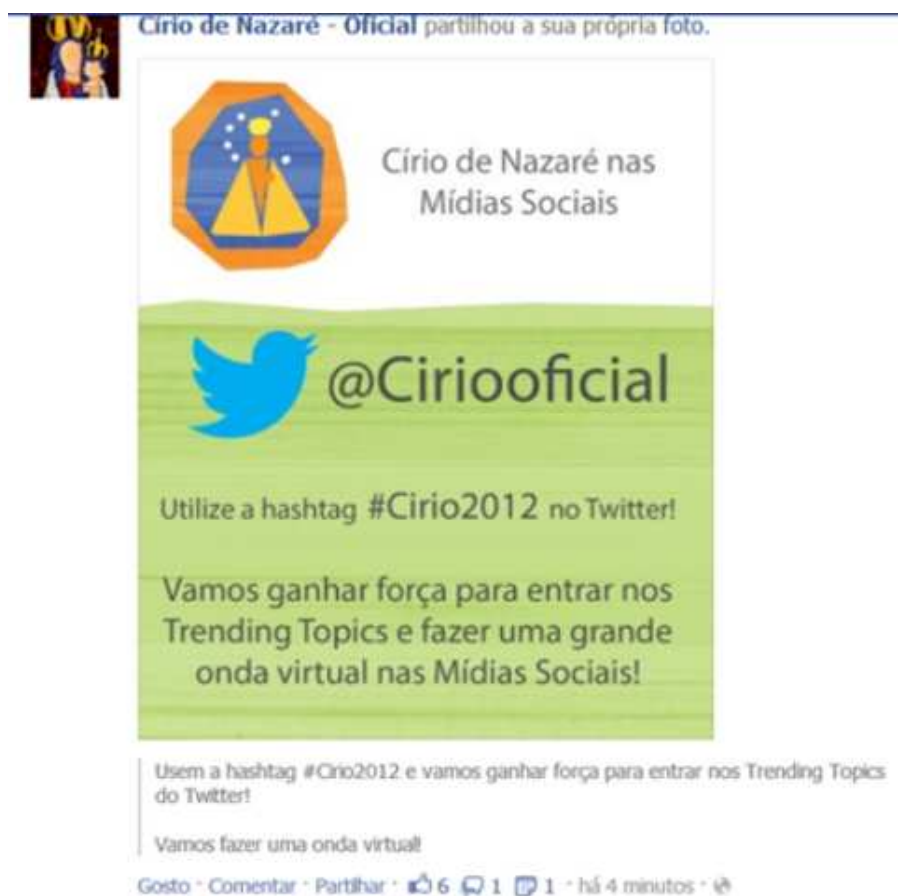 Círio de Nazaré - Oficial partilhou a sua própria foto.
Círio de Nazaré nas
Mídias Sociais
@Ciriooficial
Utilize a hashtag #Cirio2012 no Twitter!
Vamos ganhar força para entrar nos
Trending Topics e fazer uma grande
onda virtual nas Mídias Sociais!
Usem a hashtag #Cirio2012 e vamos ganhar força para entrar nos Trending Topics
do Twitter!
Vamos fazer uma onda virtual!
Gosto · Comentar · Partilhar · 6 1 1 · há 4 minutos ·